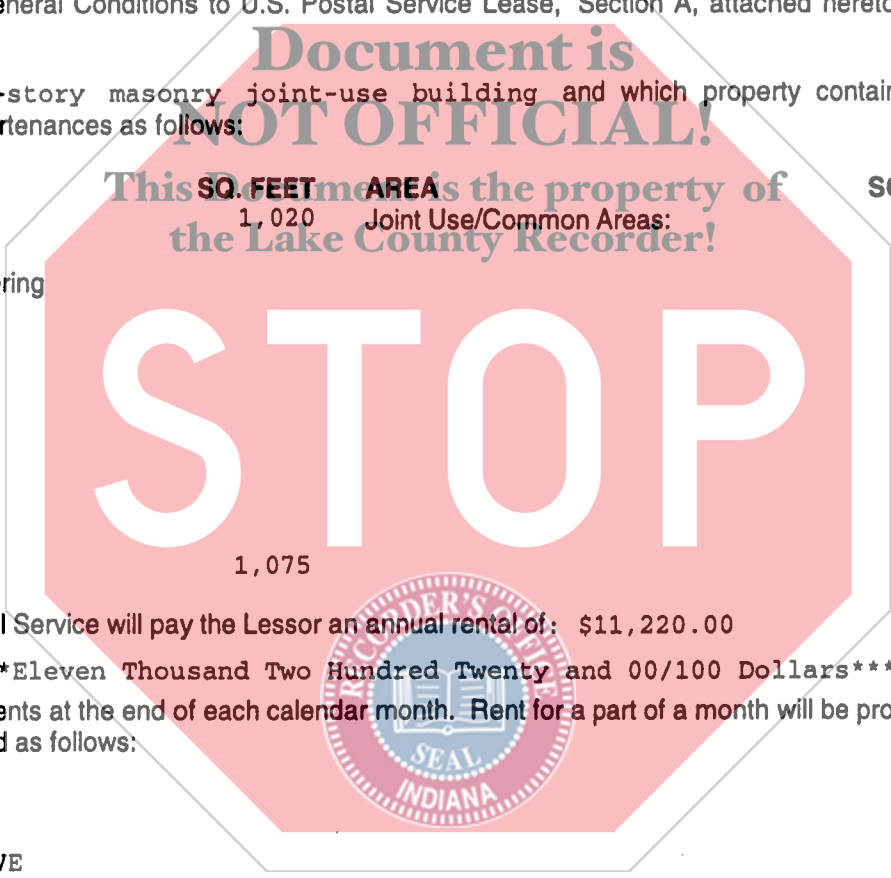 eneral Conditions to U.S. Postal Service Lease, Section A, attached hereto
Document is
-story masonry joint-use building and which property contain
NOT OFFICIAL!
rtenances as follows:
This Document is the property of
SQ. FEET AREA SQ
1,020 Joint Use/Common Areas:
the Lake County Recorder!
ring
STOP
1,075
l Service will pay the Lessor an annual rental of: $11,220.00
*Eleven Thousand Two Hundred Twenty and 00/100 Dollars***
ents at the end of each calendar month. Rent for a part of a month will be pro
d as follows:
RECORDER'S OFFICE
SEAL
INDIANA
VE